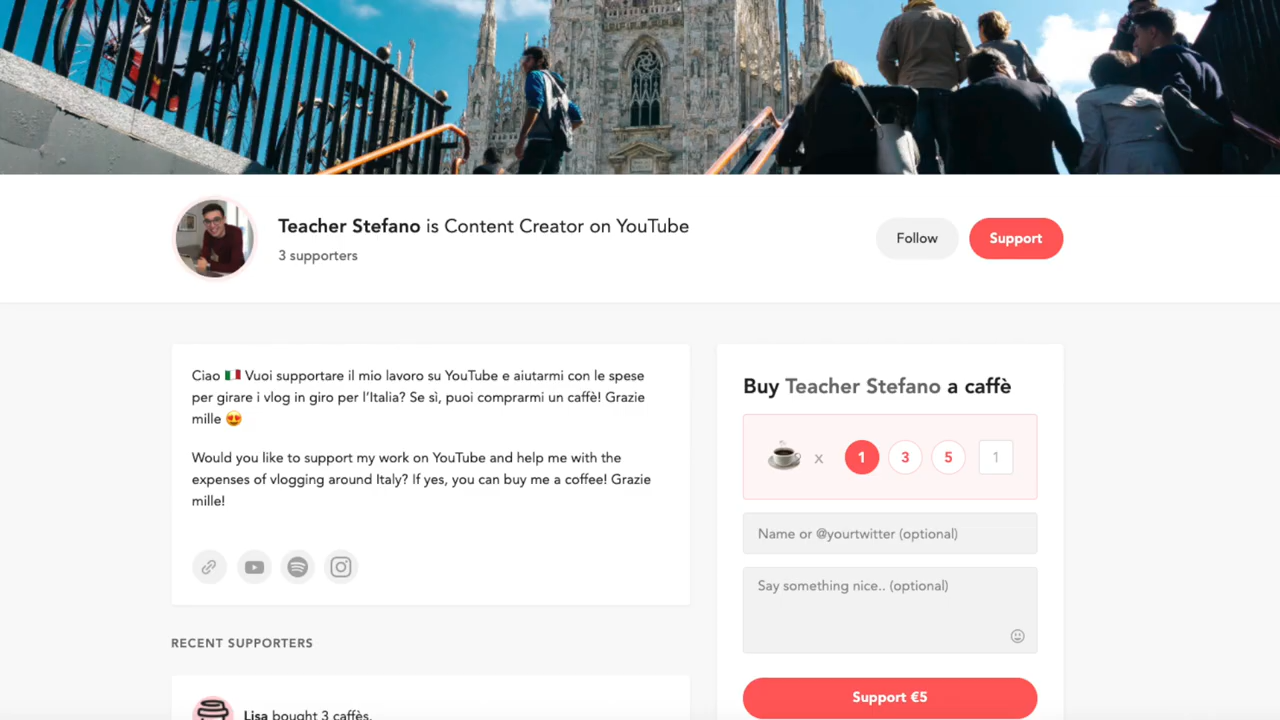 Teacher Stefano is Content Creator on YouTube
3 supporters
Follow
Support
Ciao 🇮🇹 Vuoi supportare il mio lavoro su YouTube e aiutarmi con le spese
per girare i vlog in giro per l'Italia? Se sì, puoi comprarmi un caffè! Grazie
mille 😍
Would you like to support my work on YouTube and help me with the
expenses of vlogging around Italy? If yes, you can buy me a coffee! Grazie
mille!
RECENT SUPPORTERS
Lisa bought 3 caffès.
Buy Teacher Stefano a caffè
x 1 3 5 1
Name or @yourtwitter (optional)
Say something nice.. (optional)
Support €5